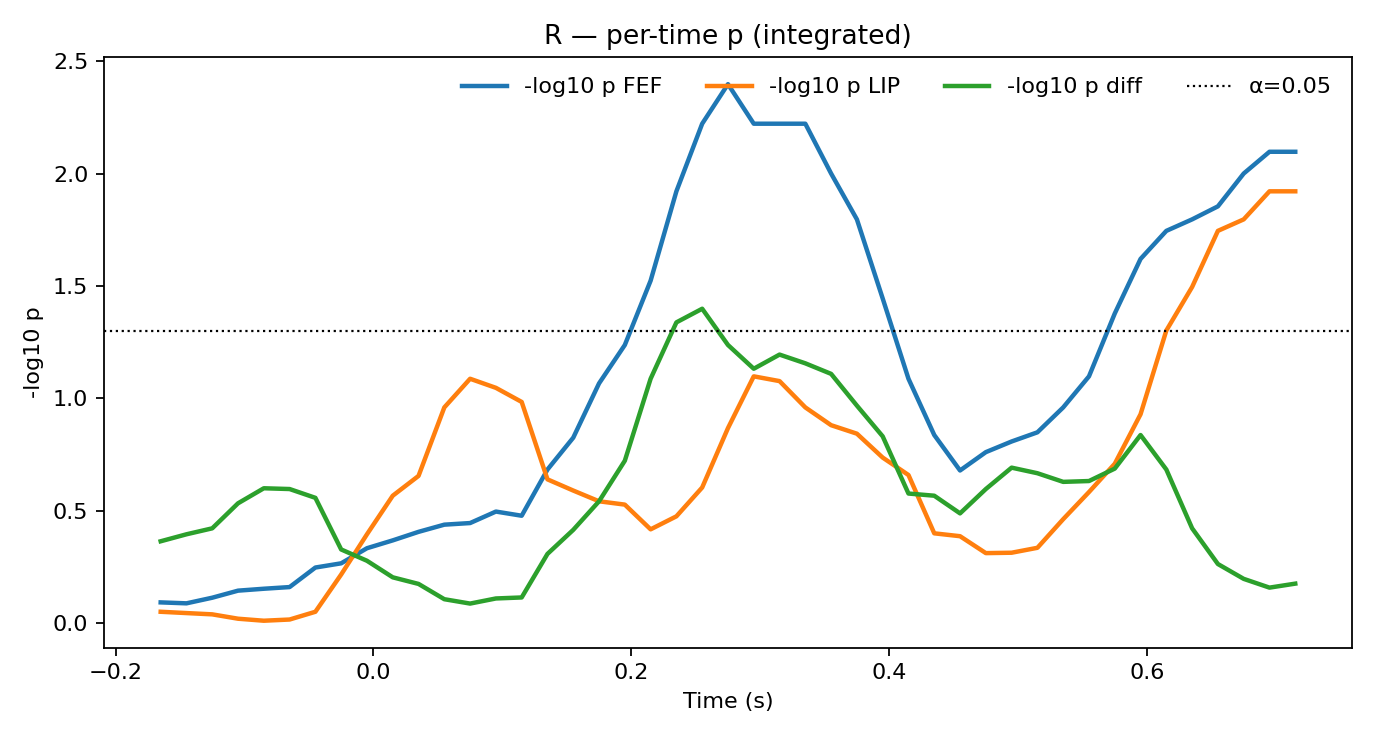 R — per-time p (integrated)
-log10 p FEF -log10 p LIP -log10 p diff α=0.05
2.5
2.0
1.5
1.0
0.5
0.0
-log10 p
−0.2 0.0 0.2 0.4 0.6
Time (s)